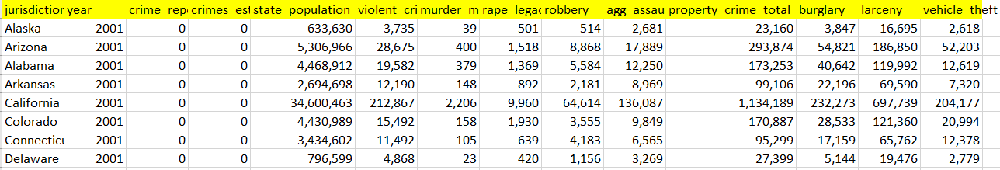 jurisdiction year crime_rep crimes_est state_population violent_cri murder_m rape_legac robbery agg_assau property_crime_total burglary larceny vehicle_theft
Alaska 2001 0 0 633,630 3,735 39 501 514 2,681 23,160 3,847 16,695 2,618
Arizona 2001 0 0 5,306,966 28,675 400 1,518 8,868 17,889 293,874 54,821 186,850 52,203
Alabama 2001 0 0 4,468,912 19,582 379 1,369 5,584 12,250 173,253 40,642 119,992 12,619
Arkansas 2001 0 0 2,694,698 12,190 148 892 2,181 8,969 99,106 22,196 69,590 7,320
California 2001 0 0 34,600,463 212,867 2,206 9,960 64,614 136,087 1,134,189 232,273 697,739 204,177
Colorado 2001 0 0 4,430,989 15,492 158 1,930 3,555 9,849 170,887 28,533 121,360 20,994
Connecticu 2001 0 0 3,434,602 11,492 105 639 4,183 6,565 95,299 17,159 65,762 12,378
Delaware 2001 0 0 796,599 4,868 23 420 1,156 3,269 27,399 5,144 19,476 2,779